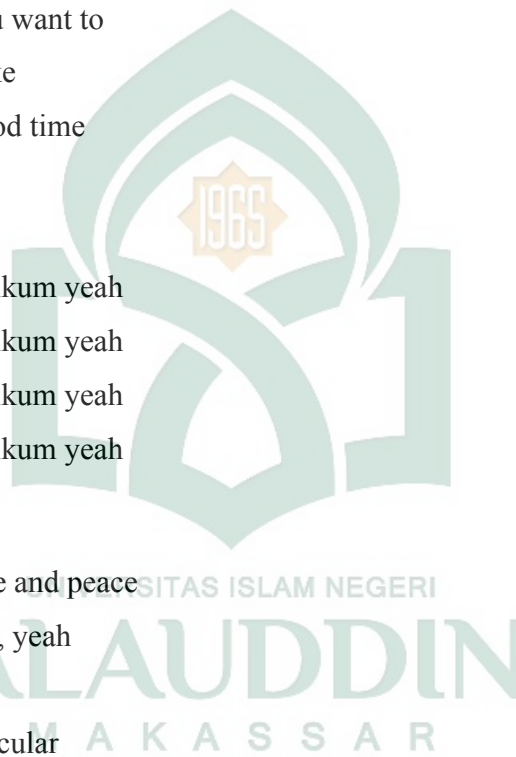 want to
od time
kum yeah
kum yeah
kum yeah
kum yeah
1965
and peace
UNIVERSITAS ISLAM NEGERI
, yeah
ALAUDDIN
cular
MAKASSAR